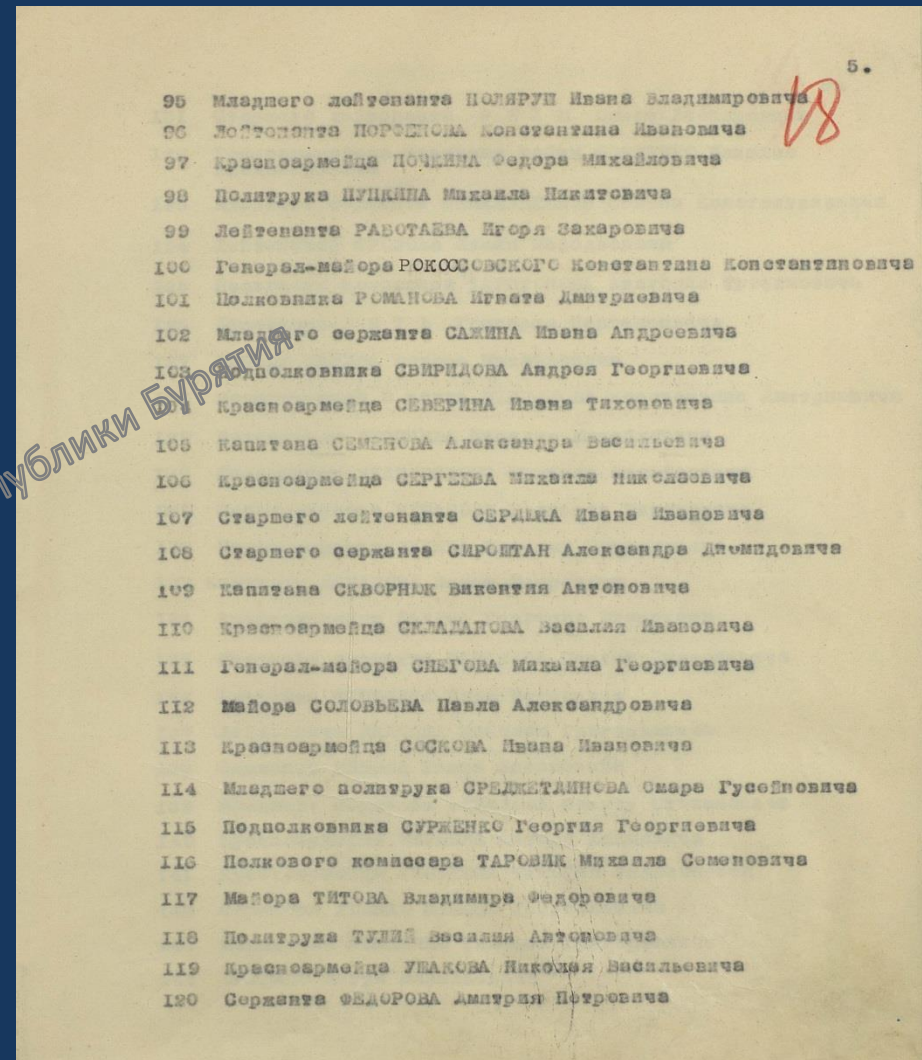 5.
18
95 Младшего лейтенанта ПОЛЯРУШ Ивана Владимировича
96 Лейтенанта Константина Ивановича
97 Красноармейца ПОЧКИНА Федора Михайловича
98 Политрука ПУПКИНА Михаила Никитовича
99 Лейтенанта РАБОТАЕВА Игоря Захаровича
100 Генерал-майора РОКОССОВСКОГО Константина Константиновича
101 Полковника РОМАНОВА Игната Дмитриевича
102 Младшего сержанта САЖИНА Ивана Андреевича
103 Подполковника СВИРИДОВА Андрея Георгиевича
104 Красноармейца СЕВЕРИНА Ивана Тихоновича
105 Капитана СЕМЕНОВА Александра Васильевича
106 Красноармейца СЕРГЕЕВА Михаила Николаевича
107 Старшего лейтенанта СЕРДЮКА Ивана Ивановича
108 Старшего сержанта СИРОШТАН Александра Диомидовича
109 Капитана СКВОРНЮК Викентия Антоновича
110 Красноармейца СКЛАДАНОВА Василия Ивановича
111 Генерал-майора СНЕГОВА Михаила Георгиевича
112 Майора СОЛОВЬЕВА Павла Александровича
113 Красноармейца СОСКОВА Ивана Ивановича
114 Младшего политрука СРЕДЖЕТДИНОВА Омара Гусейновича
115 Подполковника СУРЖЕНКО Георгия Георгиевича
116 Полкового комиссара ТАРОВИК Михаила Семеновича
117 Майора ТИТОВА Владимира Федоровича
118 Политрука Василия Антоновича
119 Красноармейца УШАКОВА Николая Васильевича
120 Сержанта ФЕДОРОВА Дмитрия Петровича
публики Бурятия